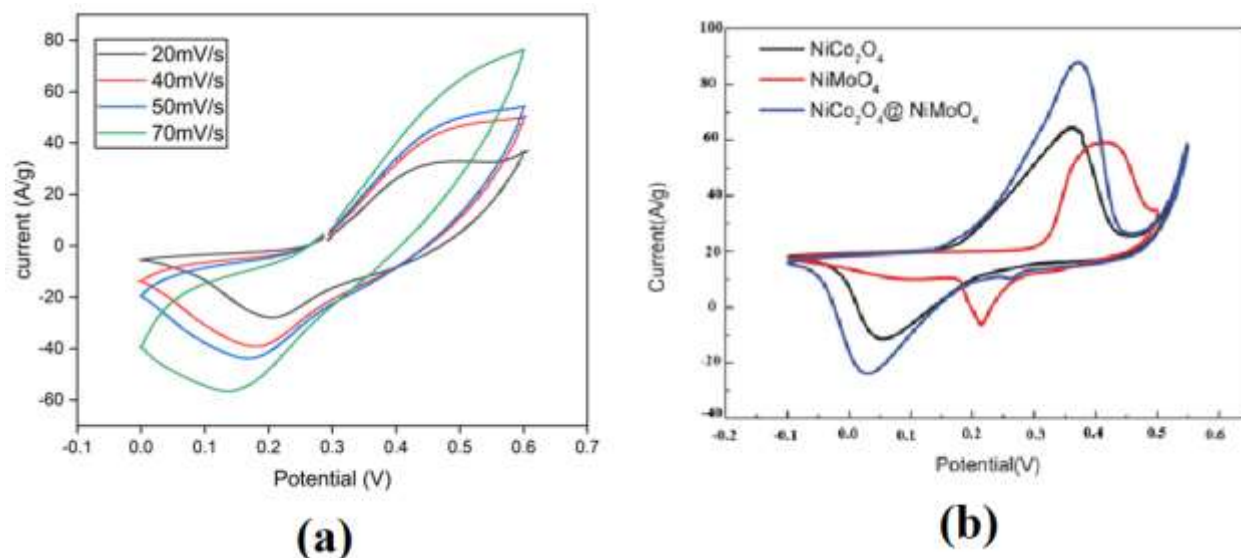 80
60
40
20
0
-20
-40
-60
current (A/g)
20mV/s
40mV/s
50mV/s
70mV/s
-0.1 0.0 0.1 0.2 0.3 0.4 0.5 0.6 0.7
Potential (V)
(a)
100
80
60
40
20
0
-20
-40
Current(A/g)
NiCo₂O₄
NiMoO₄
NiCo₂O₄@ NiMoO₄
-0.2 -0.1 0.0 0.1 0.2 0.3 0.4 0.5 0.6
Potential(V)
(b)